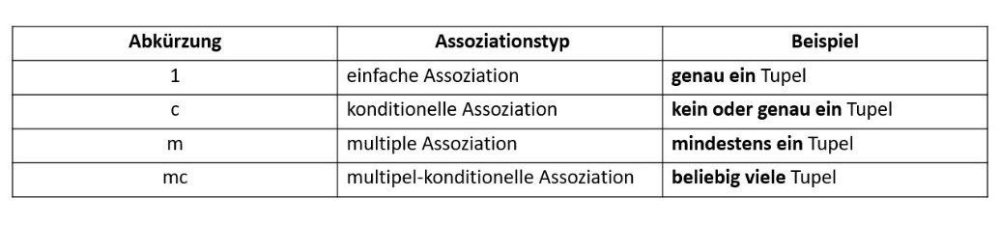 Abkürzung Assoziationstyp Beispiel
1 einfache Assoziation genau ein Tupel
c konditionelle Assoziation kein oder genau ein Tupel
m multiple Assoziation mindestens ein Tupel
mc multipel-konditionelle Assoziation beliebig viele Tupel